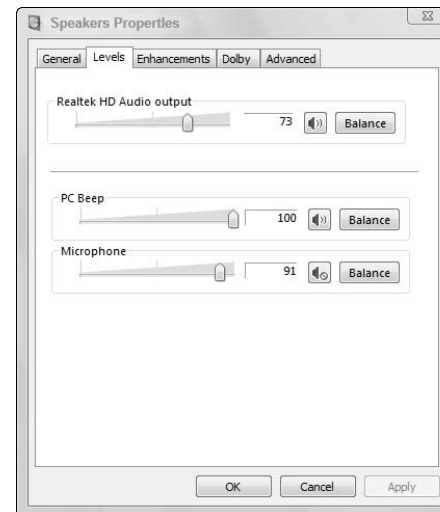 Speakers Properties
General Levels Enhancements Dolby Advanced
Realtek HD Audio output
73 Balance
PC Beep
100 Balance
Microphone
91 Balance
OK Cancel Apply